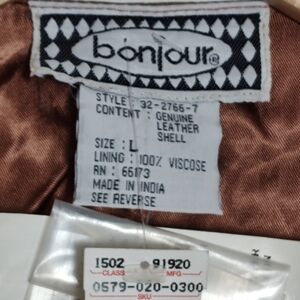 bonjour®
STYLE : 32-2766-7
CONTENT : GENUINE
LEATHER
SHELL
SIZE : L
LINING : 100% VISCOSE
RN : 66173
MADE IN INDIA
SEE REVERSE
1502 91920
CLASS MFG
0579-020-0300
SKU